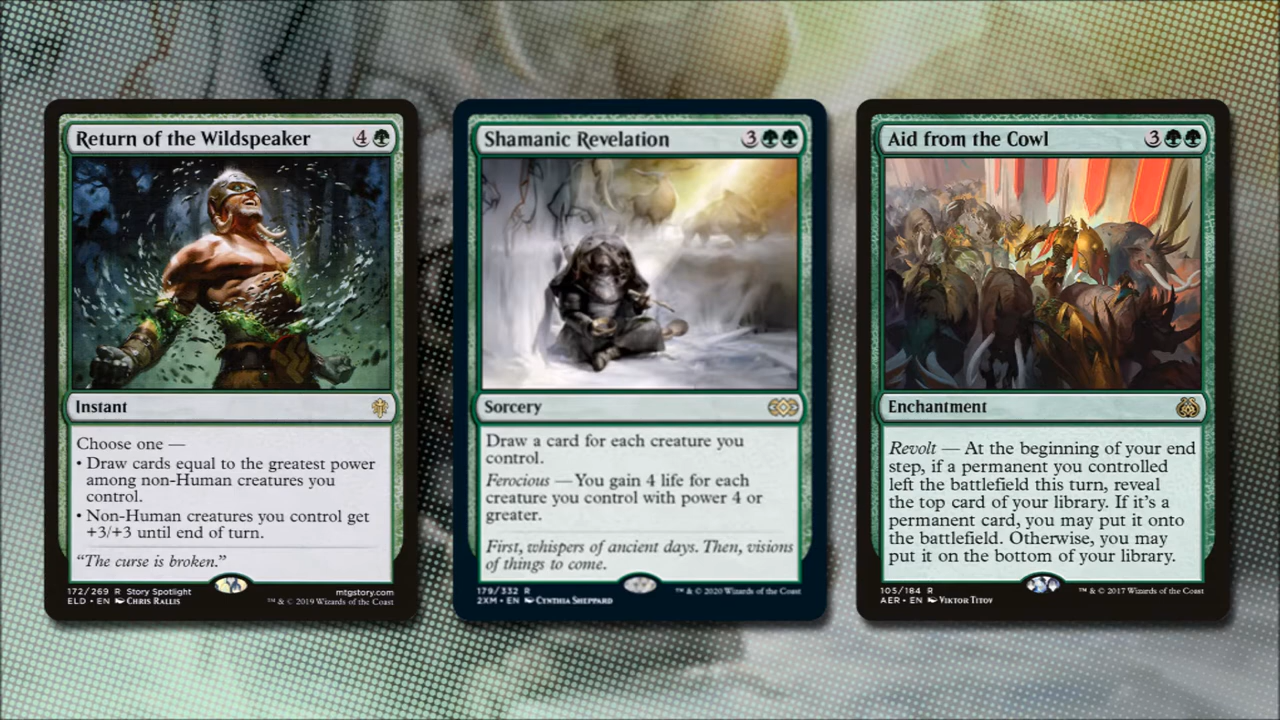 Return of the Wildspeaker 4
Instant
Choose one —
• Draw cards equal to the greatest power
among non-Human creatures you
control.
• Non-Human creatures you control get
+3/+3 until end of turn.
“The curse is broken.”
172/269 R Story Spotlight
mtgstory.com
ELD • EN Chris Rallis
™ & © 2019 Wizards of the Coast
Shamanic Revelation 3
Sorcery
Draw a card for each creature you
control.
Ferocious — You gain 4 life for each
creature you control with power 4 or
greater.
First, whispers of ancient days. Then, visions
of things to come.
179/332 R
2XM • EN Cynthia Sheppard
™ & © 2020 Wizards of the Coast
Aid from the Cowl 3
Enchantment
Revolt — At the beginning of your end
step, if a permanent you controlled
left the battlefield this turn, reveal
the top card of your library. If it’s a
permanent card, you may put it onto
the battlefield. Otherwise, you may
put it on the bottom of your library.
105/184 R
AER • EN Viktor Titov
™ & © 2017 Wizards of the Coast